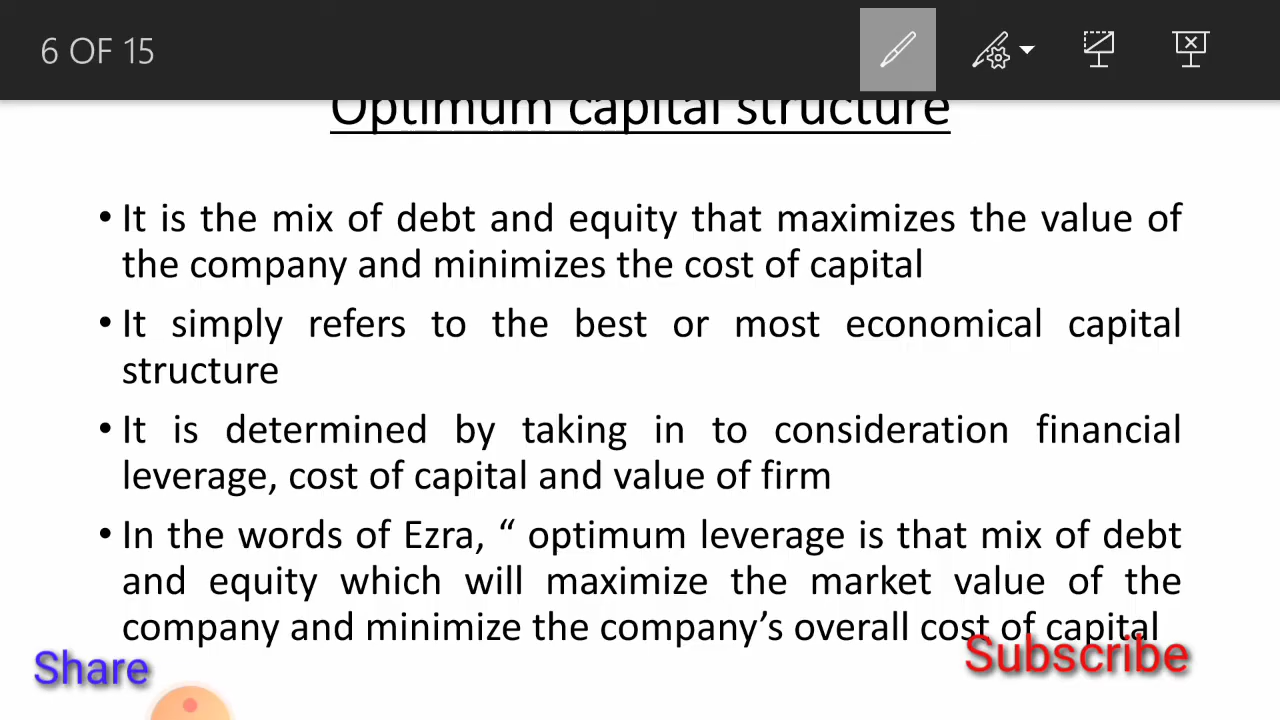 6 OF 15
Optimum capital structure
• It is the mix of debt and equity that maximizes the value of
the company and minimizes the cost of capital
• It simply refers to the best or most economical capital
structure
• It is determined by taking in to consideration financial
leverage, cost of capital and value of firm
• In the words of Ezra, “ optimum leverage is that mix of debt
and equity which will maximize the market value of the
company and minimize the company’s overall cost of capital
Share
Subscribe